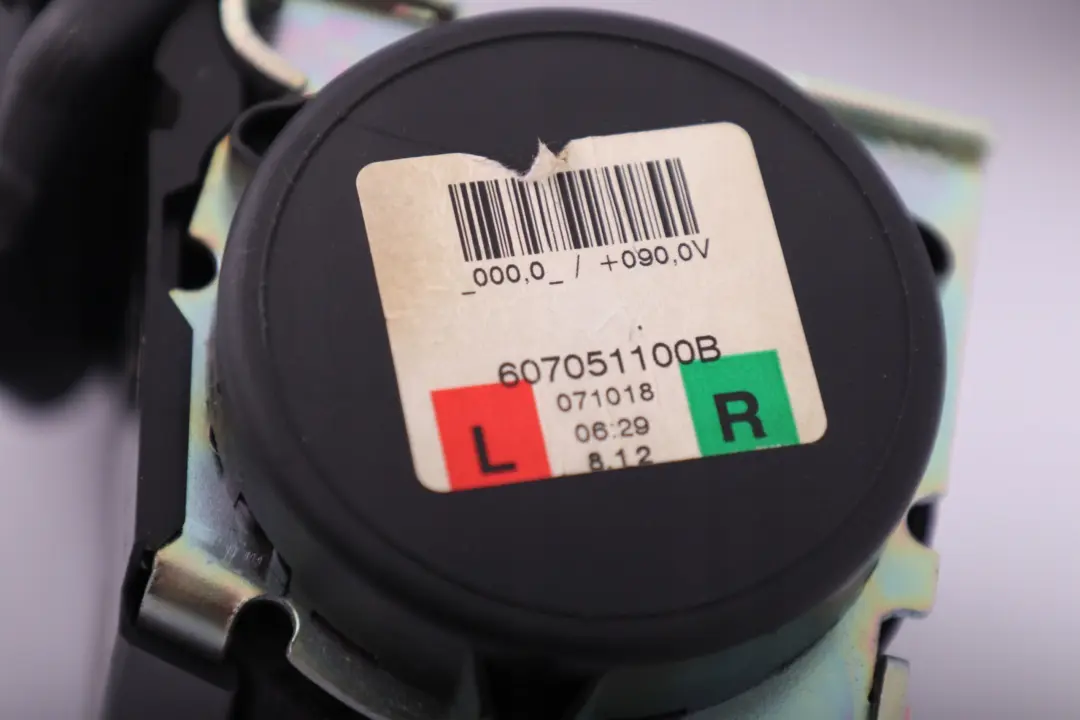 _000,0_ / +090,0V
607051100B
071018
06:29
8.12
L
R